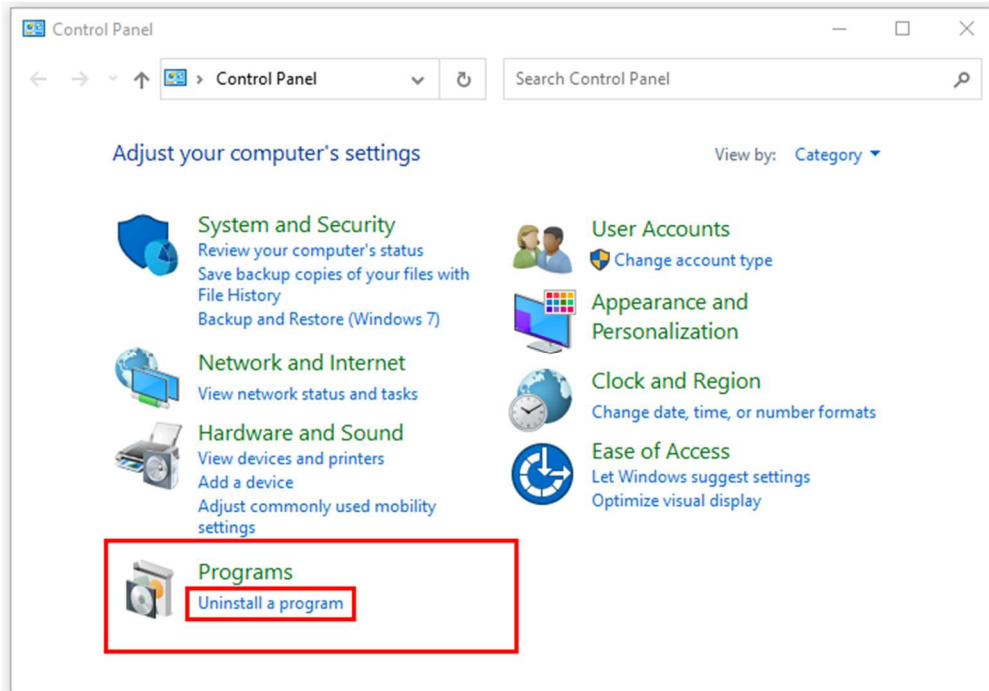 Control Panel
Control Panel
Search Control Panel
Adjust your computer's settings
View by: Category
System and Security
Review your computer's status
Save backup copies of your files with
File History
Backup and Restore (Windows 7)
Network and Internet
View network status and tasks
Hardware and Sound
View devices and printers
Add a device
Adjust commonly used mobility
settings
Programs
Uninstall a program
User Accounts
Change account type
Appearance and
Personalization
Clock and Region
Change date, time, or number formats
Ease of Access
Let Windows suggest settings
Optimize visual display